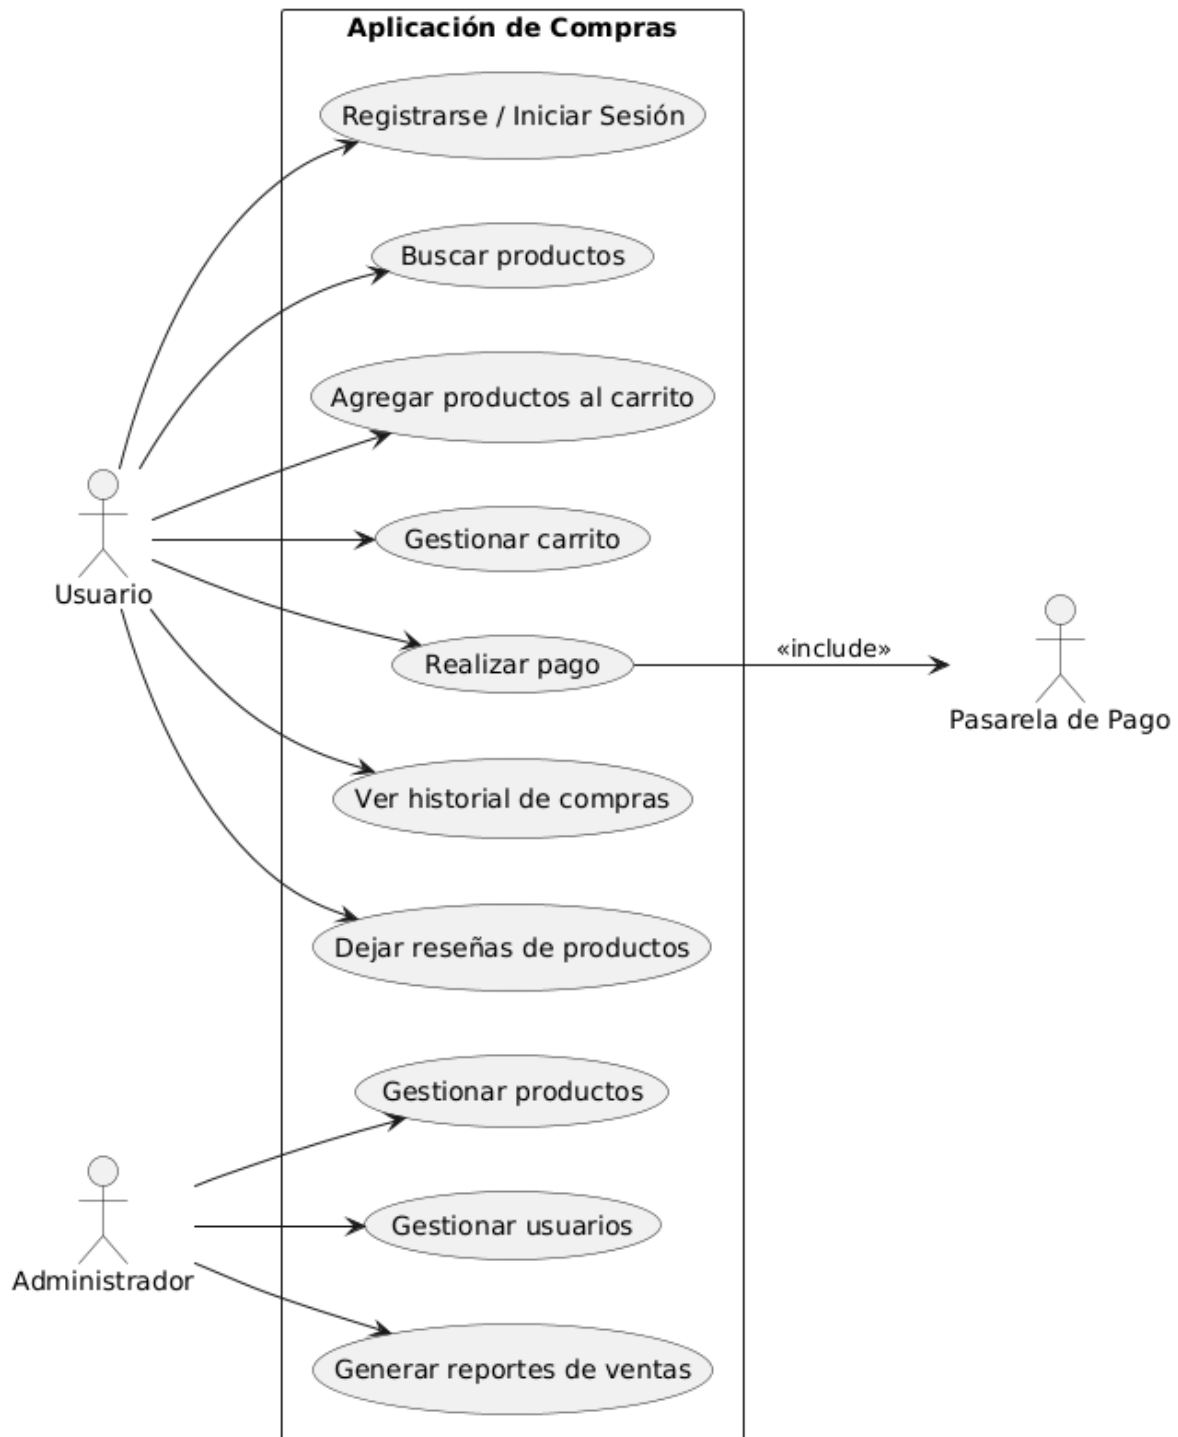 Aplicación de Compras
Registrarse / Iniciar Sesión
Buscar productos
Agregar productos al carrito
Gestionar carrito
Usuario
«include»
Realizar pago
Pasarela de Pago
Ver historial de compras
Dejar reseñas de productos
Gestionar productos
Gestionar usuarios
Administrador
Generar reportes de ventas